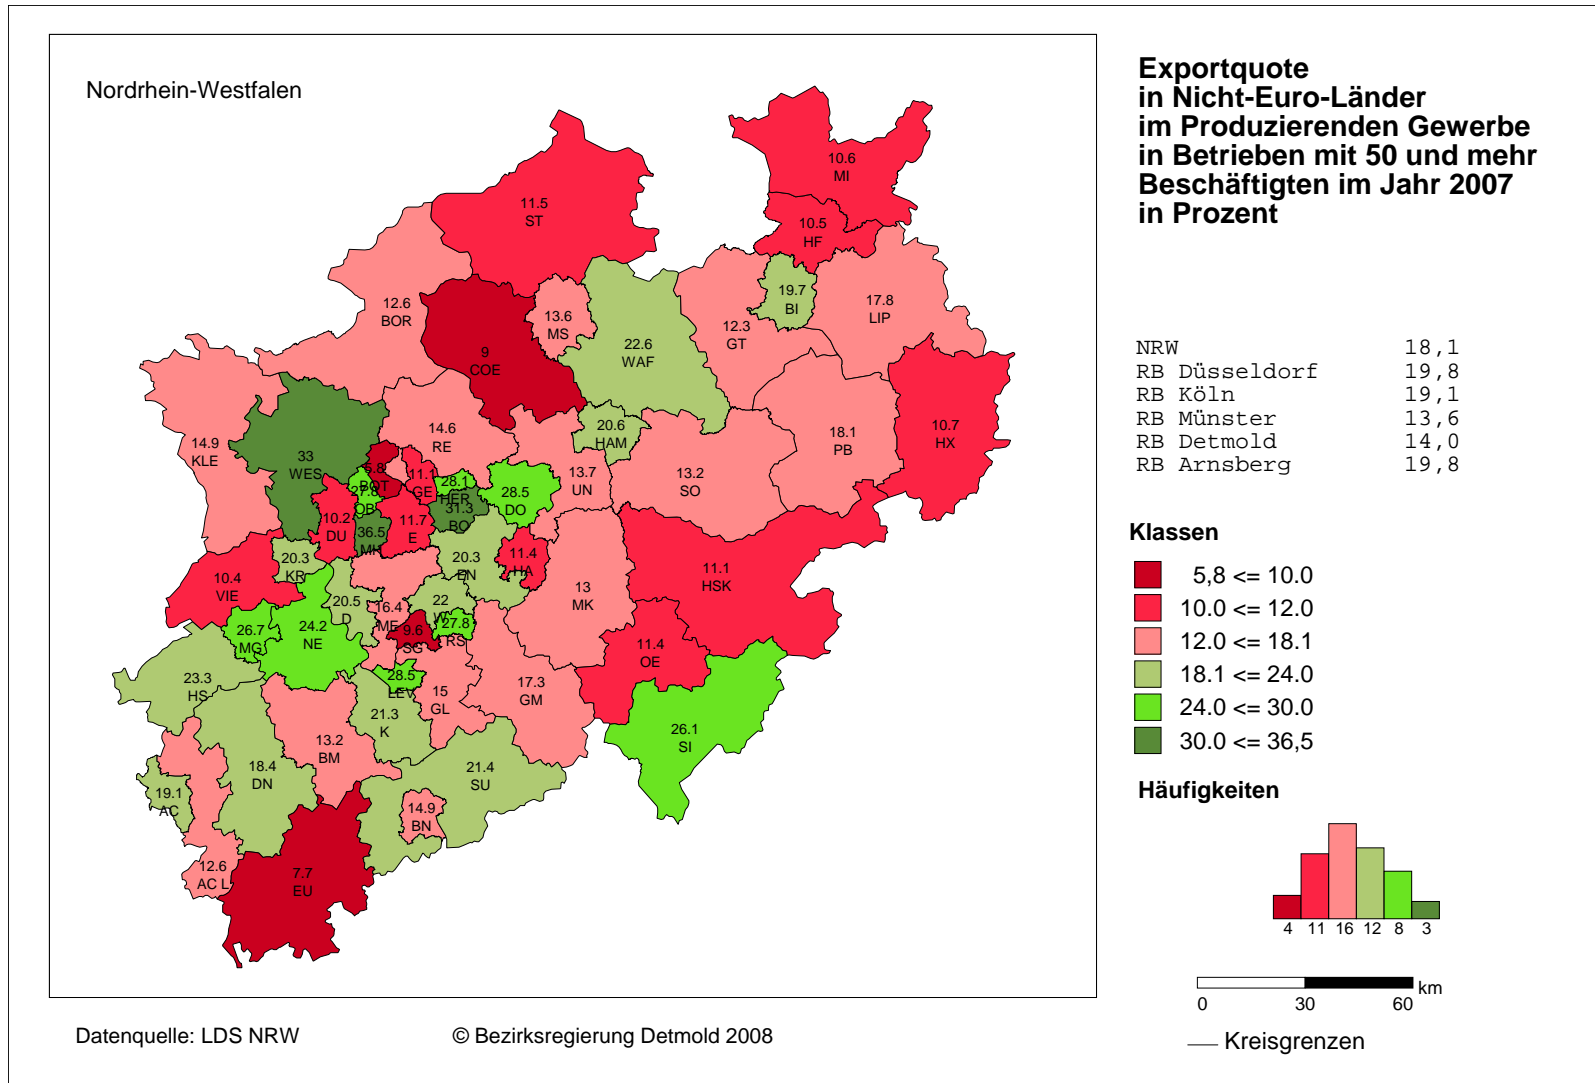 Nordrhein-Westfalen
Exportquote
in Nicht-Euro-Länder
im Produzierenden Gewerbe
in Betrieben mit 50 und mehr
Beschäftigten im Jahr 2007
in Prozent
10.6
MI
11.5
ST
10.5
HF
12.6
BOR
13.6
MS
19.7
BI
17.8
LIP
12.3
GT
22.6
WAF
9
COE
14.9
KLE
14.6
RE
20.6
HAM
18.1
PB
10.7
HX
33
WES
5.8
BOT
11.1
GE
28.1
HER
28.5
DO
13.7
UN
13.2
SO
27.8
OB
31.3
BO
10.2
DU
36.5
MH
11.7
E
20.3
KR
20.3
EN
11.4
HA
11.1
HSK
10.4
VIE
13
MK
20.5
D
16.4
ME
22
W
27.8
RS
9.6
SG
26.7
MG
24.2
NE
11.4
OE
23.3
HS
28.5
LEV
15
GL
17.3
GM
21.3
K
26.1
SI
13.2
BM
18.4
DN
21.4
SU
19.1
AC
14.9
BN
12.6
AC L
7.7
EU
NRW 18,1
RB Düsseldorf 19,8
RB Köln 19,1
RB Münster 13,6
RB Detmold 14,0
RB Arnsberg 19,8
Klassen
5,8 <= 10.0
10.0 <= 12.0
12.0 <= 18.1
18.1 <= 24.0
24.0 <= 30.0
30.0 <= 36,5
Häufigkeiten
4 11 16 12 8 3
km
0 30 60
Kreisgrenzen
Datenquelle: LDS NRW © Bezirksregierung Detmold 2008